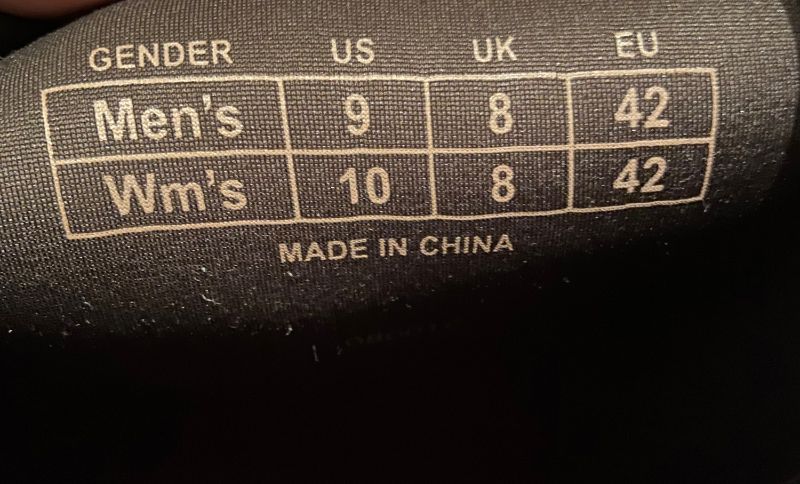 GENDER US UK EU
Men's 9 8 42
Wm's 10 8 42
MADE IN CHINA